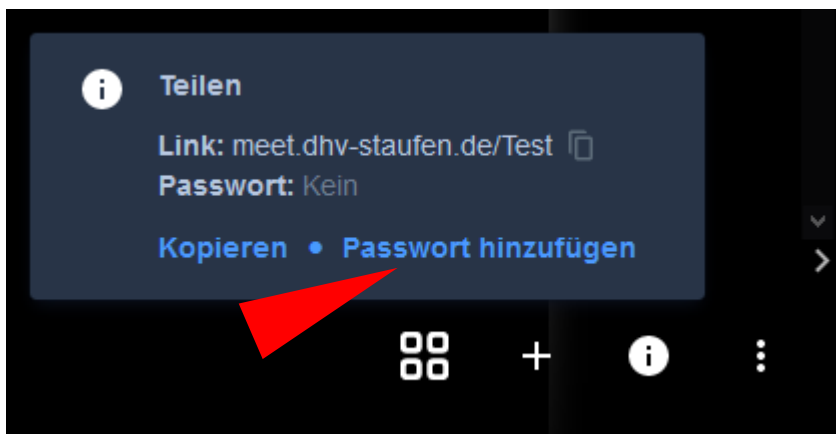 Teilen
Link: meet.dhv-staufen.de/Test
Passwort: Kein
Kopieren • Passwort hinzufügen